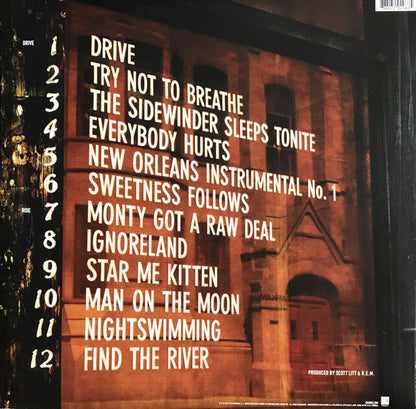 DRIVE
1 DRIVE
2 TRY NOT TO BREATHE
3 THE SIDEWINDER SLEEPS TONITE
4 EVERYBODY HURTS
5 NEW ORLEANS INSTRUMENTAL No. 1
6 SWEETNESS FOLLOWS
RIDE
7 MONTY GOT A RAW DEAL
8 IGNORELAND
9 STAR ME KITTEN
10 MAN ON THE MOON
11 NIGHTSWIMMING
12 FIND THE RIVER
PRODUCED BY SCOTT LITT & R.E.M.